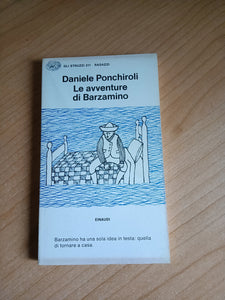 GLI STRUZZI 211 · RAGAZZI
Daniele Ponchiroli
Le avventure
di Barzamino
EINAUDI
Barzamino ha una sola idea in testa: quella
di tornare a casa.